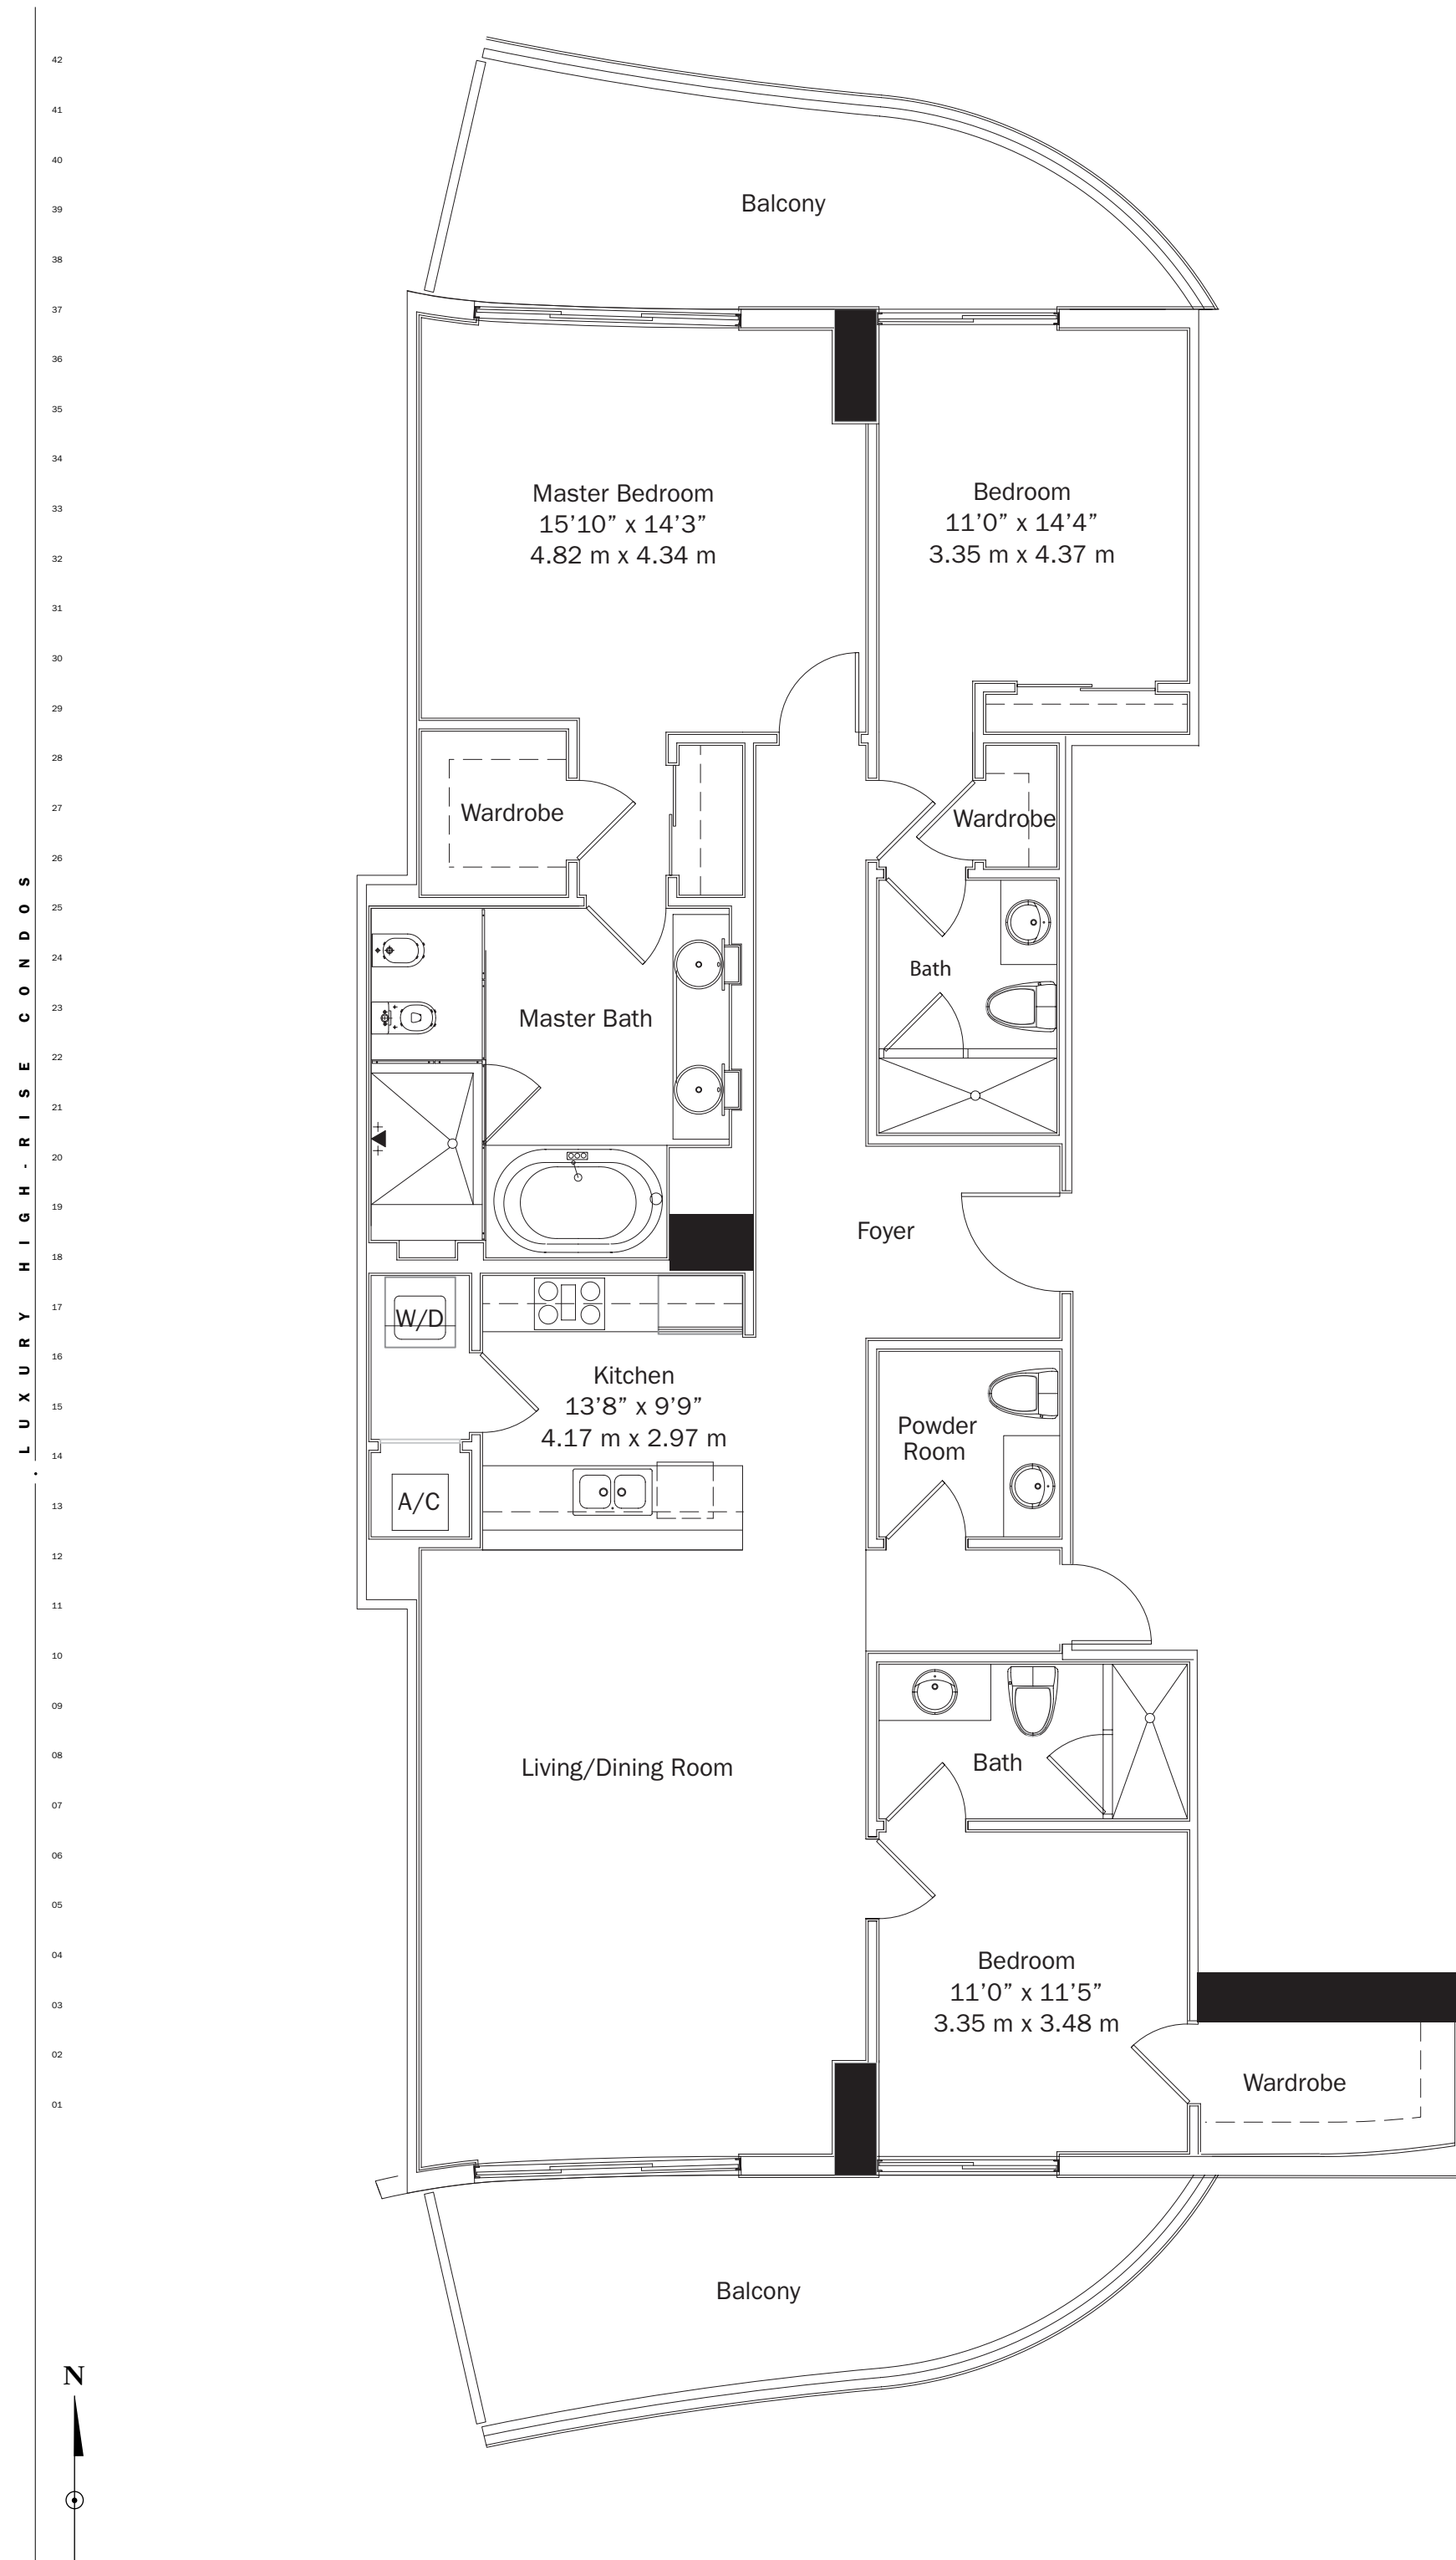 42
41
40
39
38
37
36
35
34
33
32
31
30
29
28
27
26
25
24
23
22
21
20
19
18
17
16
15
14
13
12
11
10
09
08
07
06
05
04
03
02
01
LUXURY HIGH-RISE CONDOS
Balcony
Master Bedroom
15’10” x 14’3”
4.82 m x 4.34 m
Bedroom
11’0” x 14’4”
3.35 m x 4.37 m
Wardrobe
Wardrobe
Bath
Master Bath
Foyer
W/D
Kitchen
13’8” x 9’9”
4.17 m x 2.97 m
Powder
Room
A/C
Living/Dining Room
Bath
Bedroom
11’0” x 11’5”
3.35 m x 3.48 m
Wardrobe
Balcony
N